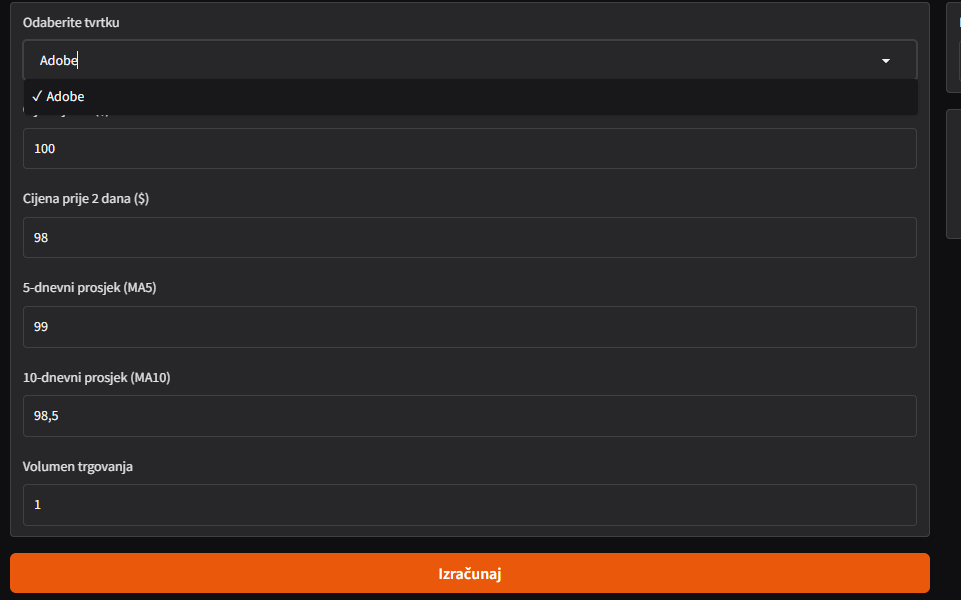 Odaberite tvrtku
Adobe
✓ Adobe
100
Cijena prije 2 dana ($)
98
5-dnevni prosjek (MA5)
99
10-dnevni prosjek (MA10)
98,5
Volumen trgovanja
1
Izračunaj